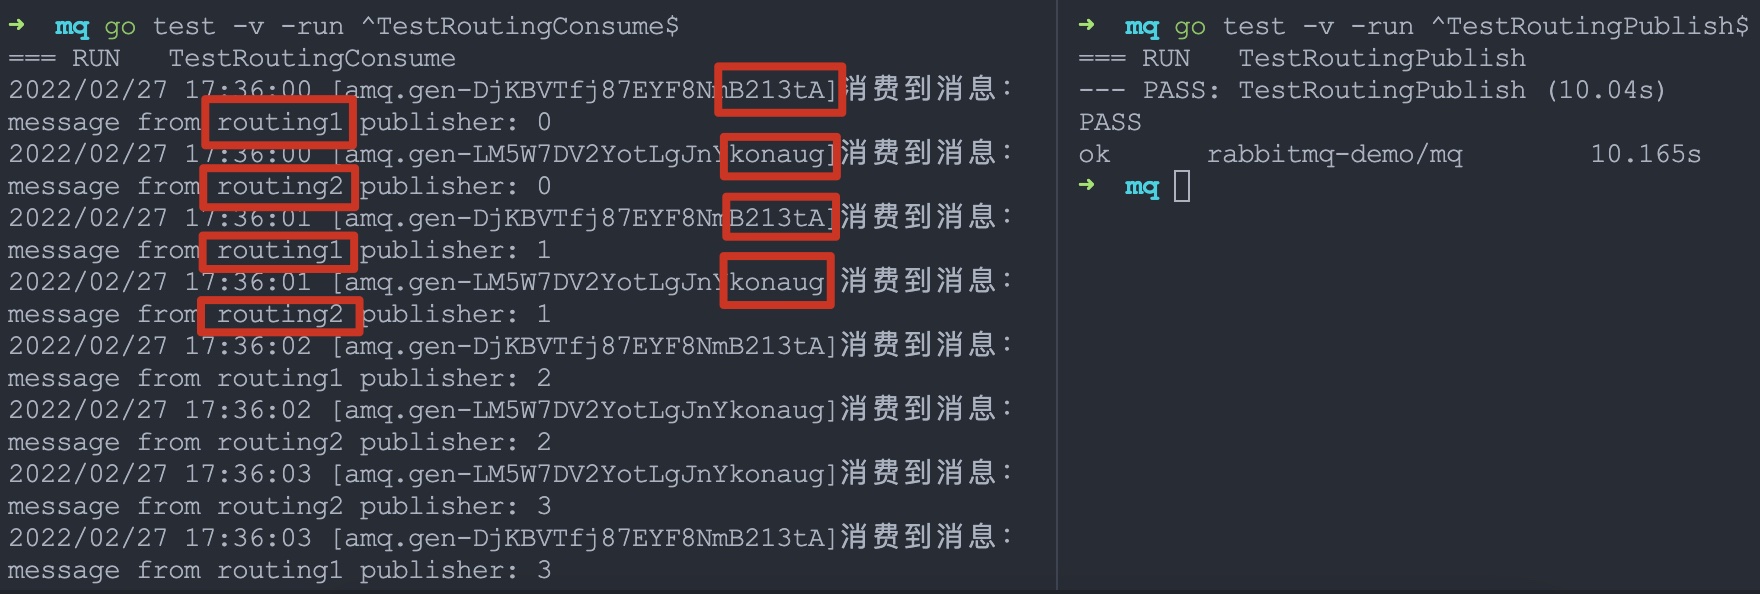 ➜ mq go test -v -run ^TestRoutingConsume$
=== RUN TestRoutingConsume
2022/02/27 17:36:00 [amq.gen-DjKBVTfj87EYF8NmB213tA]消费到消息:
message from routing1 publisher: 0
2022/02/27 17:36:00 [amq.gen-LM5W7DV2YotLgJnYkonaug]消费到消息:
message from routing2 publisher: 0
2022/02/27 17:36:01 [amq.gen-DjKBVTfj87EYF8NmB213tA]消费到消息:
message from routing1 publisher: 1
2022/02/27 17:36:01 [amq.gen-LM5W7DV2YotLgJnYkonaug]消费到消息:
message from routing2 publisher: 1
2022/02/27 17:36:02 [amq.gen-DjKBVTfj87EYF8NmB213tA]消费到消息:
message from routing1 publisher: 2
2022/02/27 17:36:02 [amq.gen-LM5W7DV2YotLgJnYkonaug]消费到消息:
message from routing2 publisher: 2
2022/02/27 17:36:03 [amq.gen-LM5W7DV2YotLgJnYkonaug]消费到消息:
message from routing2 publisher: 3
2022/02/27 17:36:03 [amq.gen-DjKBVTfj87EYF8NmB213tA]消费到消息:
message from routing1 publisher: 3
➜ mq go test -v -run ^TestRoutingPublish$
=== RUN TestRoutingPublish
--- PASS: TestRoutingPublish (10.04s)
PASS
ok rabbitmq-demo/mq 10.165s
➜ mq